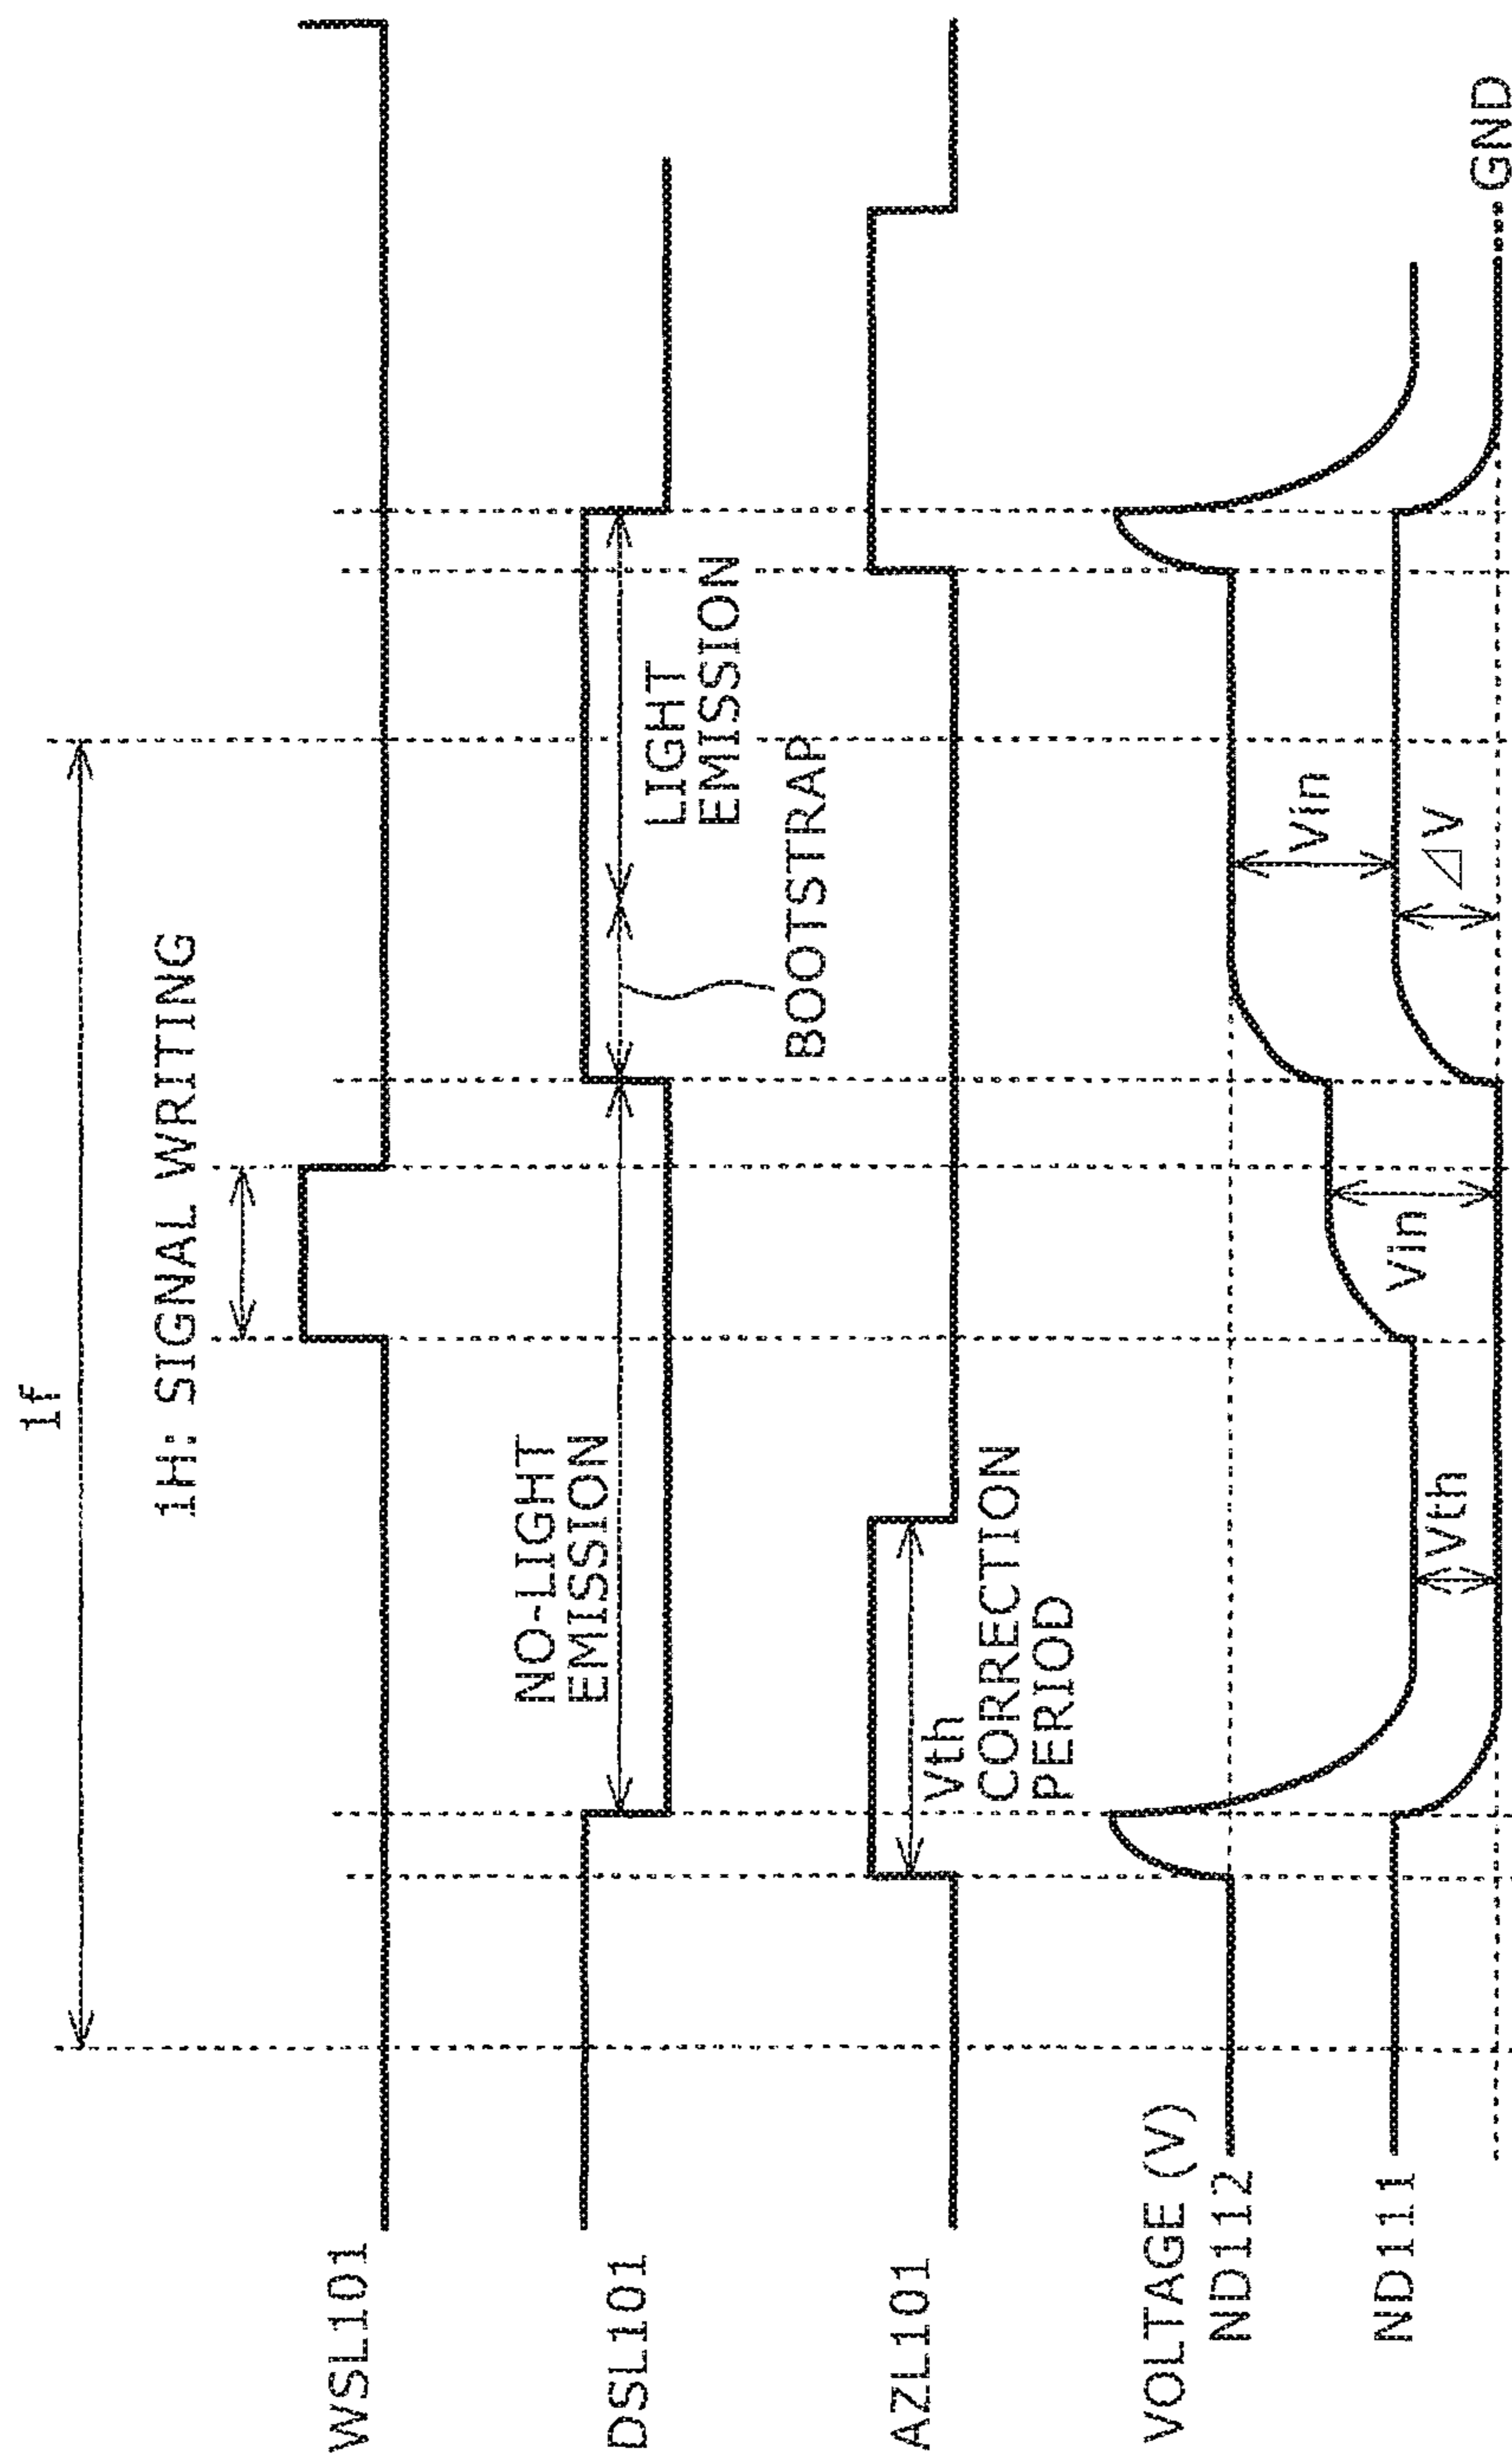 1f
1H: SIGNAL WRITING
WSL101
NO-LIGHT
EMISSION
LIGHT
EMISSION
DSL101
BOOTSTRAP
AZL101
Vth
CORRECTION
PERIOD
VOLTAGE (V)
ND112
Vin
ND111
Vth
Vin
ΔV
GND